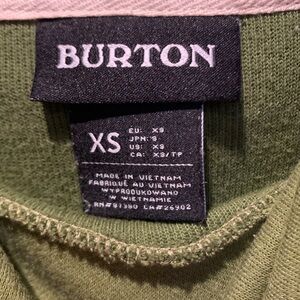 BURTON
XS
EU: XS
JPN: S
US: XS
CA: XS/TP
MADE IN VIETNAM
FABRIQUÉ AU VIETNAM
WYPRODUKOWANO
W WIETNAMIE
RN#87380 CA#26902